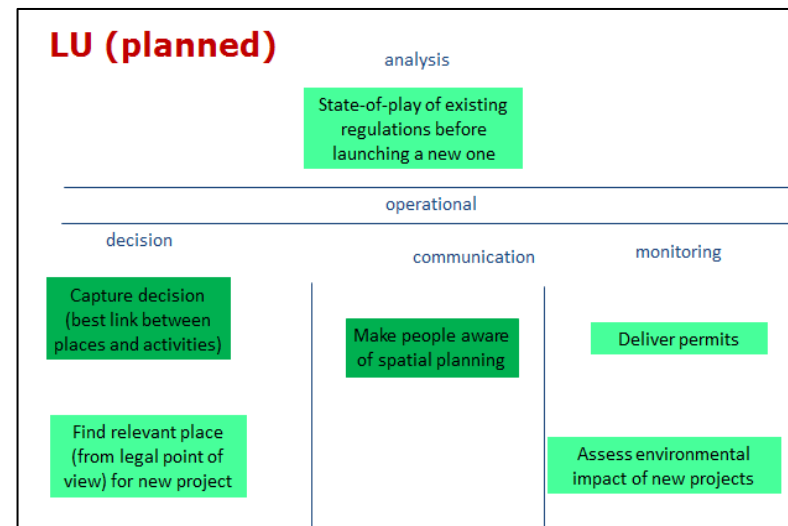 LU (planned)
analysis
State-of-play of existing
regulations before
launching a new one
operational
decision
communication
monitoring
Capture decision
(best link between
places and activities)
Make people aware
of spatial planning
Deliver permits
Find relevant place
(from legal point of
view) for new project
Assess environmental
impact of new projects